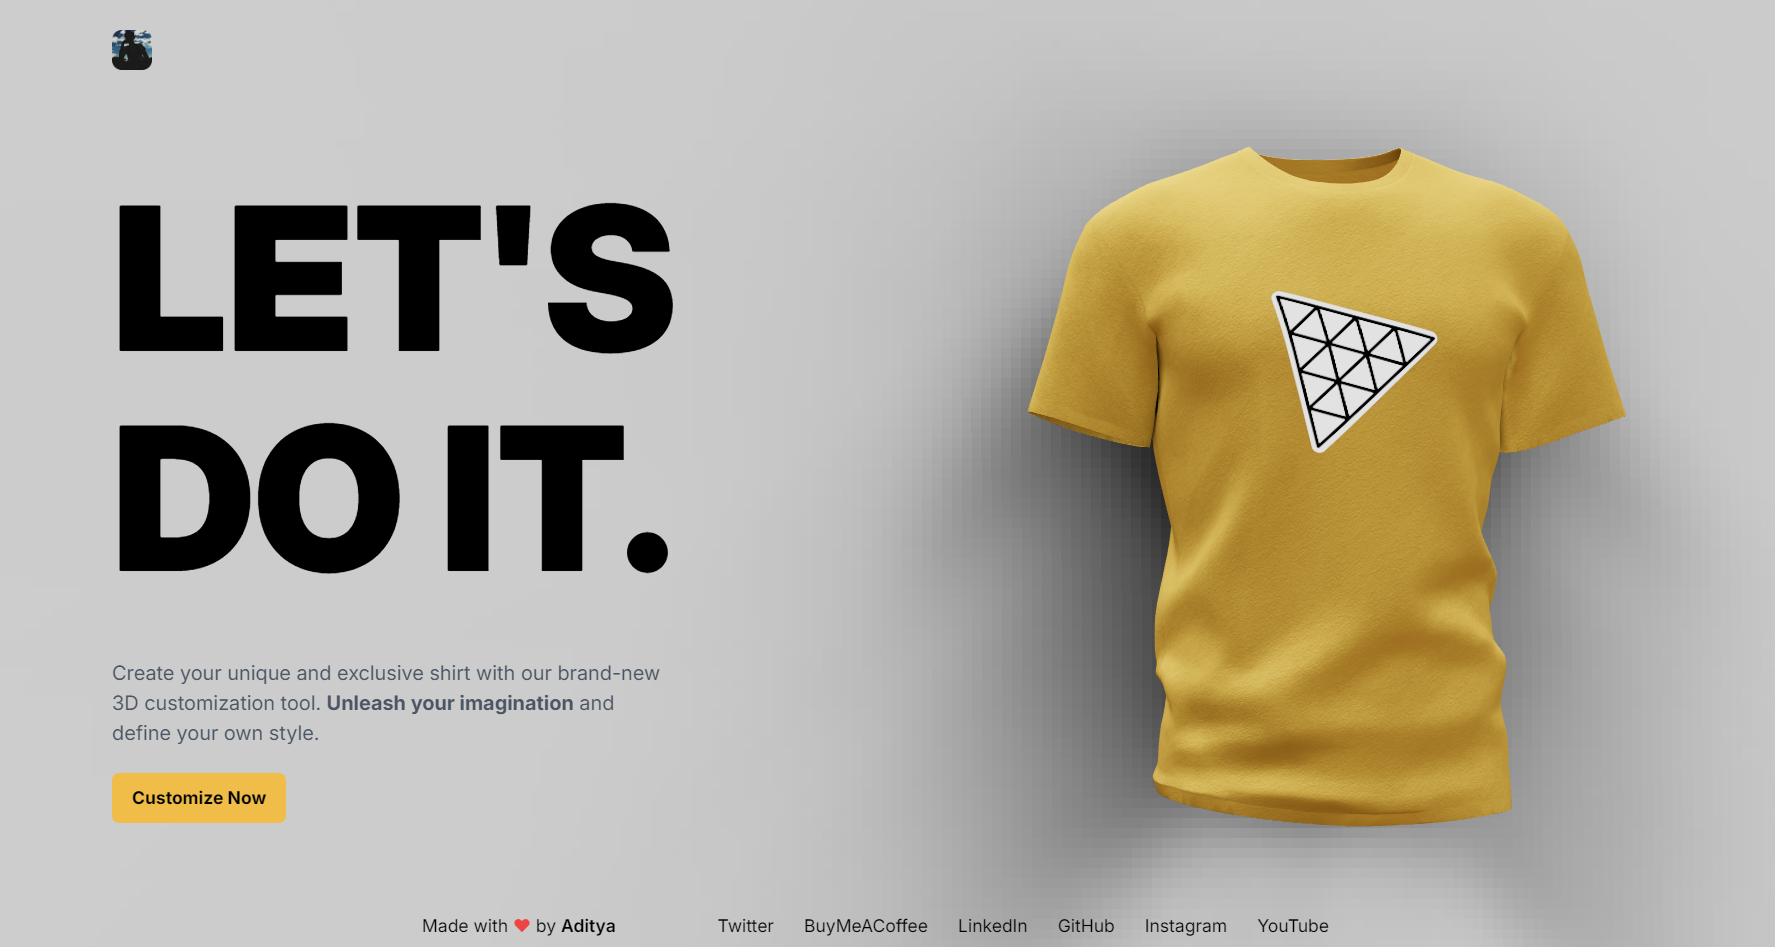 LET'S
DO IT.
Create your unique and exclusive shirt with our brand-new
3D customization tool. Unleash your imagination and
define your own style.
Customize Now
Made with ❤ by Aditya
Twitter BuyMeACoffee LinkedIn GitHub Instagram YouTube